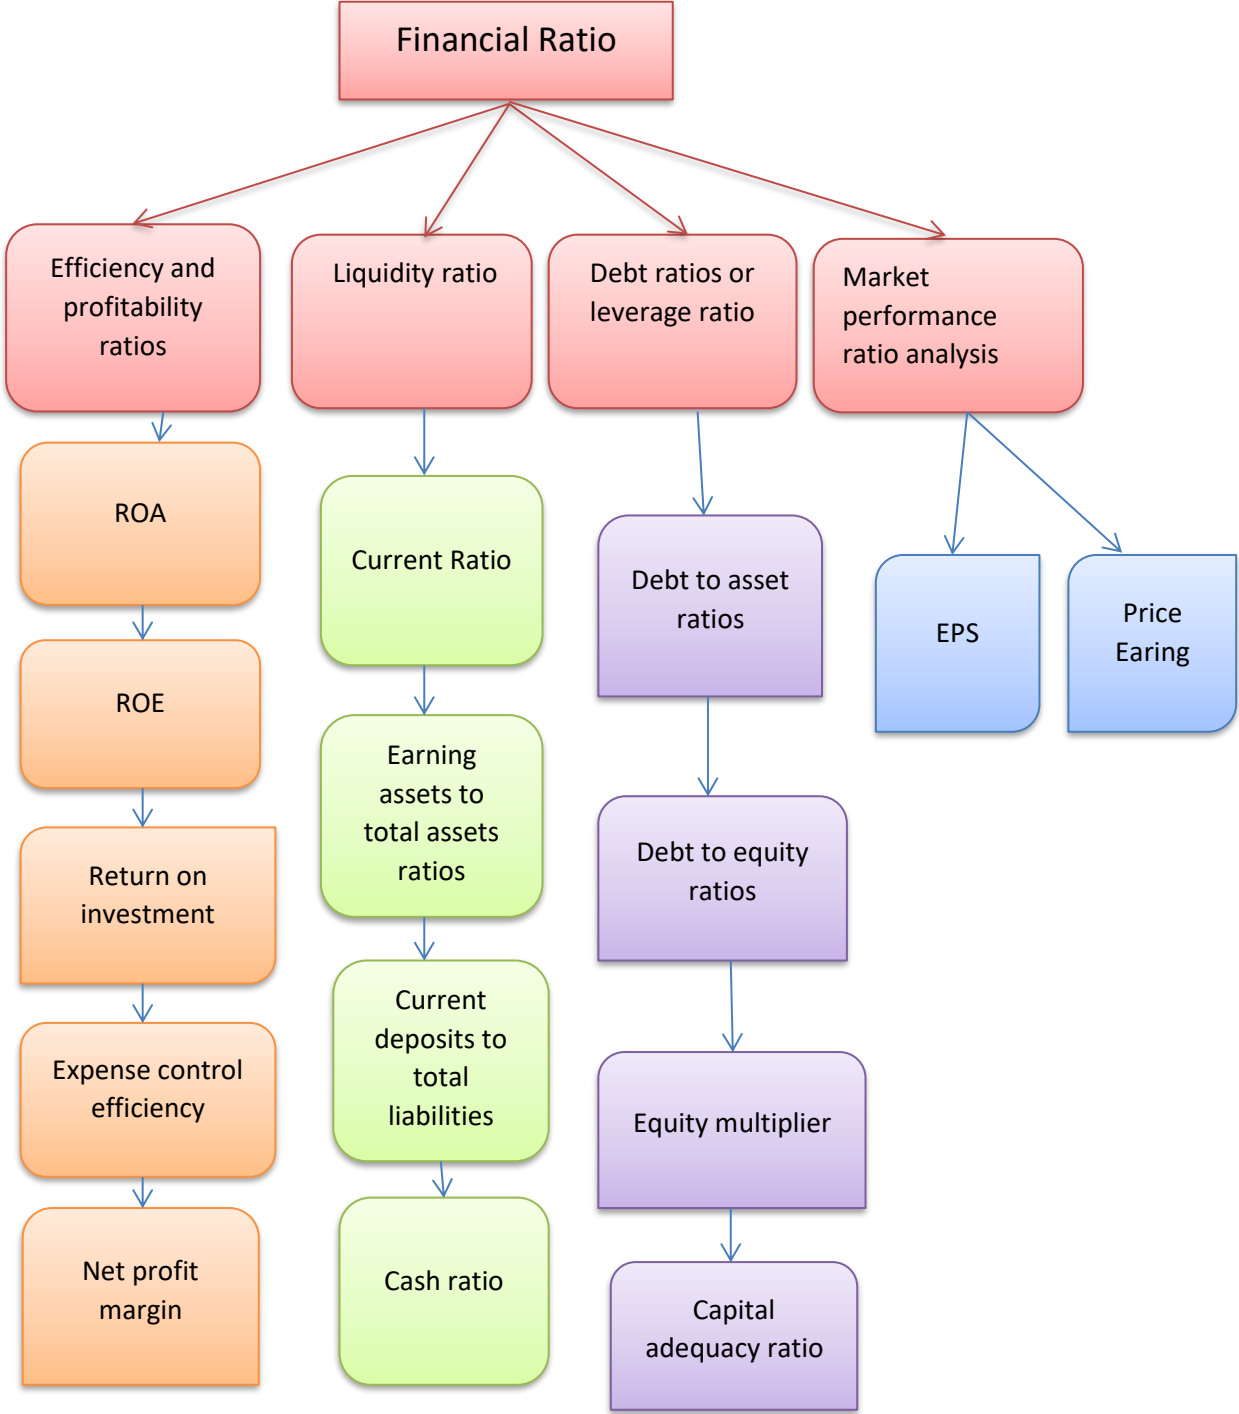 Financial Ratio
Efficiency and
profitability
ratios
Liquidity ratio
Debt ratios or
leverage ratio
Market
performance
ratio analysis
ROA
ROE
Return on
investment
Expense control
efficiency
Net profit
margin
Current Ratio
Earning
assets to
total assets
ratios
Current
deposits to
total
liabilities
Cash ratio
Debt to asset
ratios
Debt to equity
ratios
Equity multiplier
Capital
adequacy ratio
EPS
Price
Earing